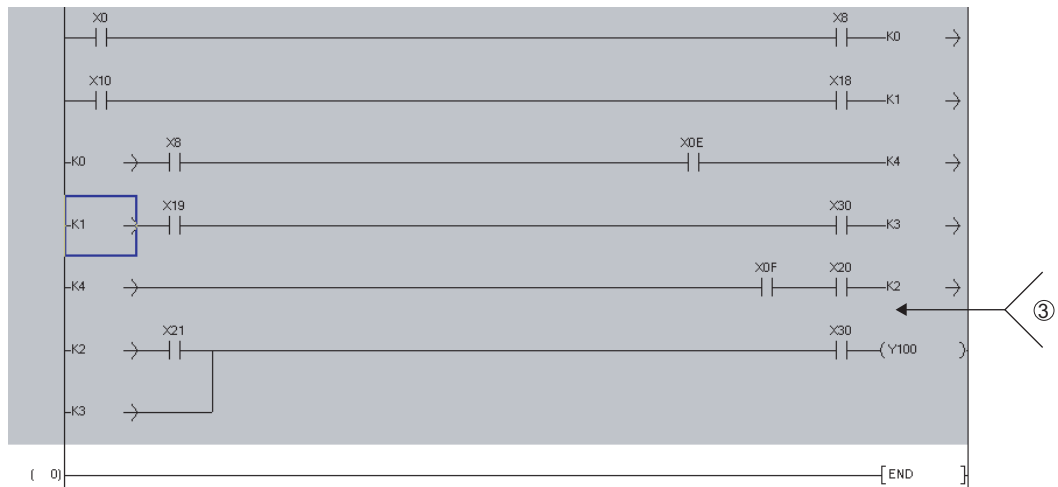 X0 X8
K0
X10 X18
K1
X8 X0E
K0 K4
X19 X30
K1 K3
X0F X20
K4 K2
③
X21 X30
K2 ( Y100 )
K3
( 0) [ END ]